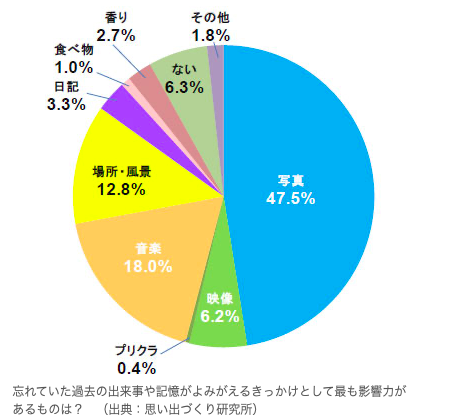 香り
2.7%
その他
1.8%
食べ物
1.0%
日記
3.3%
ない
6.3%
場所・風景
12.8%
写真
47.5%
音楽
18.0%
映像
6.2%
プリクラ
0.4%
忘れていた過去の出来事や記憶がよみがえるきっかけとして最も影響力が
あるものは？　（出典：思い出づくり研究所）